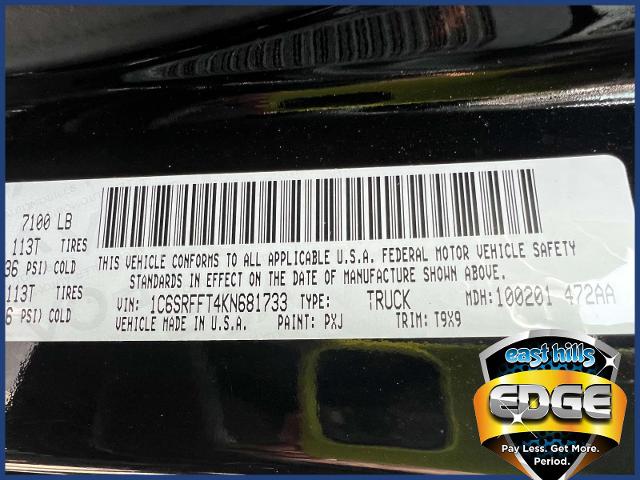 7100 LB
113T TIRES
36 PSI) COLD
113T TIRES
6 PSI) COLD
THIS VEHICLE CONFORMS TO ALL APPLICABLE U.S.A. FEDERAL MOTOR VEHICLE SAFETY
STANDARDS IN EFFECT ON THE DATE OF MANUFACTURE SHOWN ABOVE.
VIN: 1C6SRFFT4KN681733 TYPE: TRUCK MDH:100201 472AA
VEHICLE MADE IN U.S.A. PAINT: PXJ TRIM: T9X9
east hills
EDGE
Pay Less. Get More.
Period.